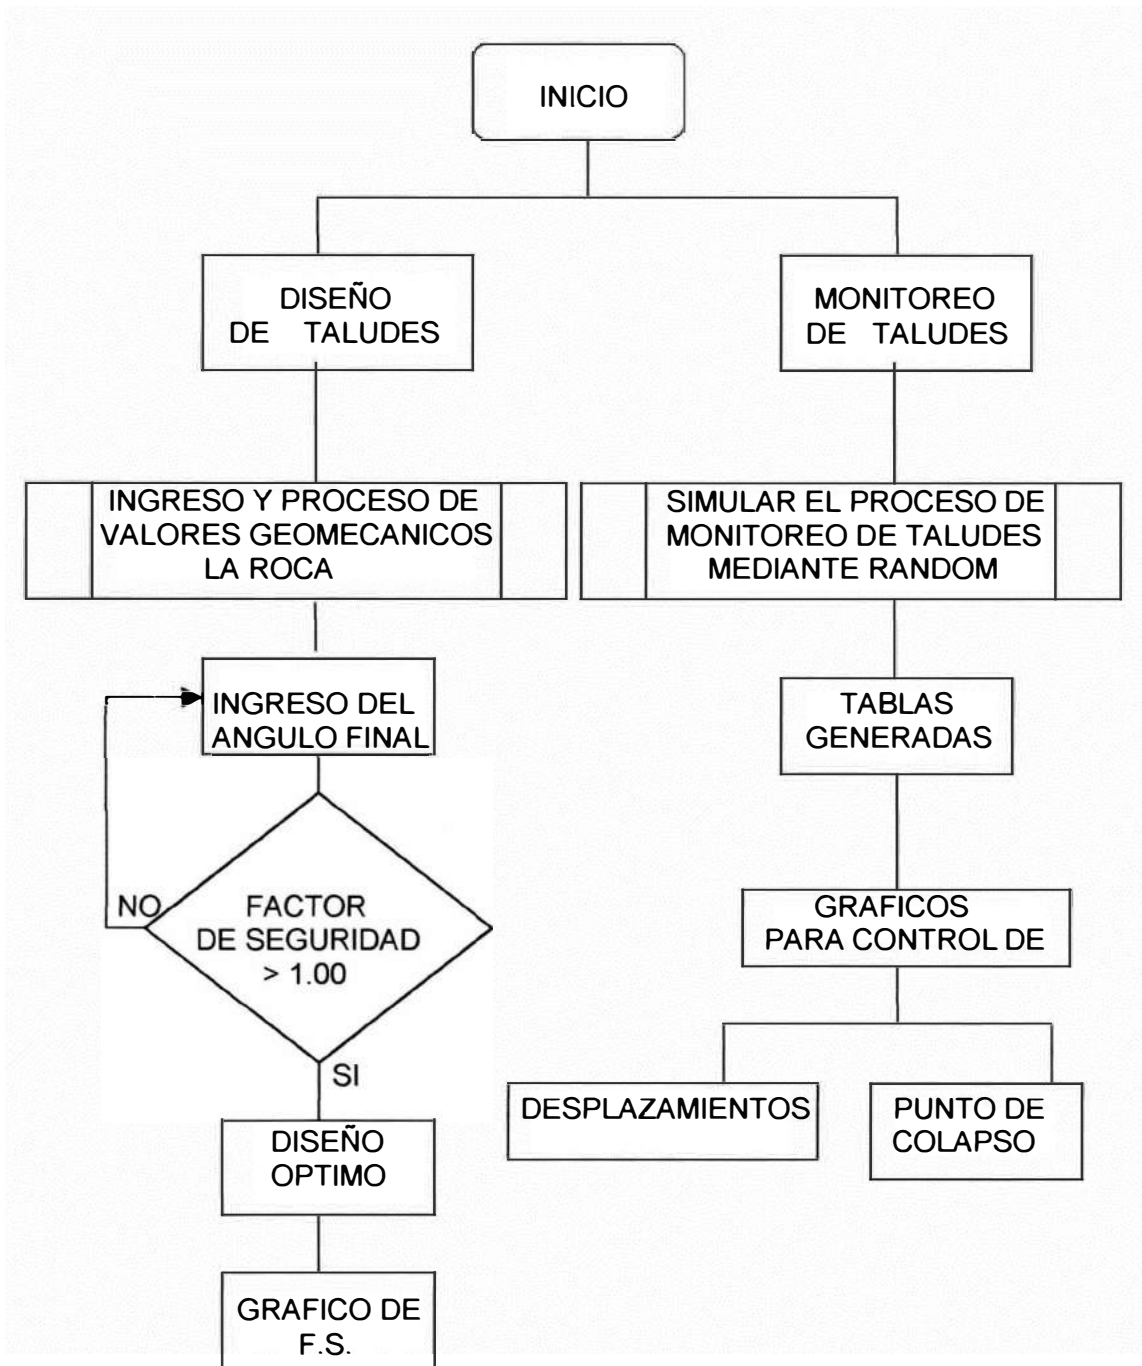 INICIO
DISEÑO
DE TALUDES
INGRESO Y PROCESO DE
VALORES GEOMECANICOS
LA ROCA
INGRESO DEL
ANGULO FINAL
NO
FACTOR
DE SEGURIDAD
> 1.00
SI
DISEÑO
OPTIMO
GRAFICO DE
F.S.
MONITOREO
DE TALUDES
SIMULAR EL PROCESO DE
MONITOREO DE TALUDES
MEDIANTE RANDOM
TABLAS
GENERADAS
GRAFICOS
PARA CONTROL DE
DESPLAZAMIENTOS
PUNTO DE
COLAPSO